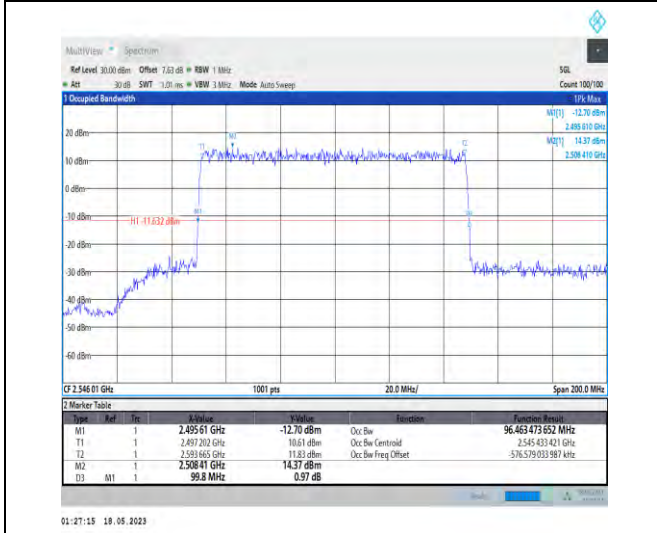 MultiView Spectrum
Ref Level 30.00 dBm Offset 7.63 dB RBW 1 MHz SGL
Att 30 dB SWT 1.01 ms VBW 3 MHz Mode Auto Sweep Count 100/100
1 Occupied Bandwidth 1Pk Max
M1[1] -12.70 dBm
2.495 610 GHz
M2[1] 14.37 dBm
2.508 410 GHz
20 dBm
M2
T1
T2
10 dBm
0 dBm
M1
-10 dBm
H1 -11.632 dBm
-20 dBm
-30 dBm
-40 dBm
-50 dBm
-60 dBm
CF 2.546 01 GHz 1001 pts 20.0 MHz/ Span 200.0 MHz
2 Marker Table
Type Ref Trc X-Value Y-Value Function Function Result
M1 1 2.495 61 GHz -12.70 dBm Occ Bw 96.463 473 652 MHz
T1 1 2.497 202 GHz 10.61 dBm Occ Bw Centroid 2.545 433 421 GHz
T2 1 2.593 665 GHz 11.83 dBm Occ Bw Freq Offset -576.579 033 987 kHz
M2 1 2.508 41 GHz 14.37 dBm
D3 M1 1 99.8 MHz 0.97 dB
01:27:15 18.05.2023